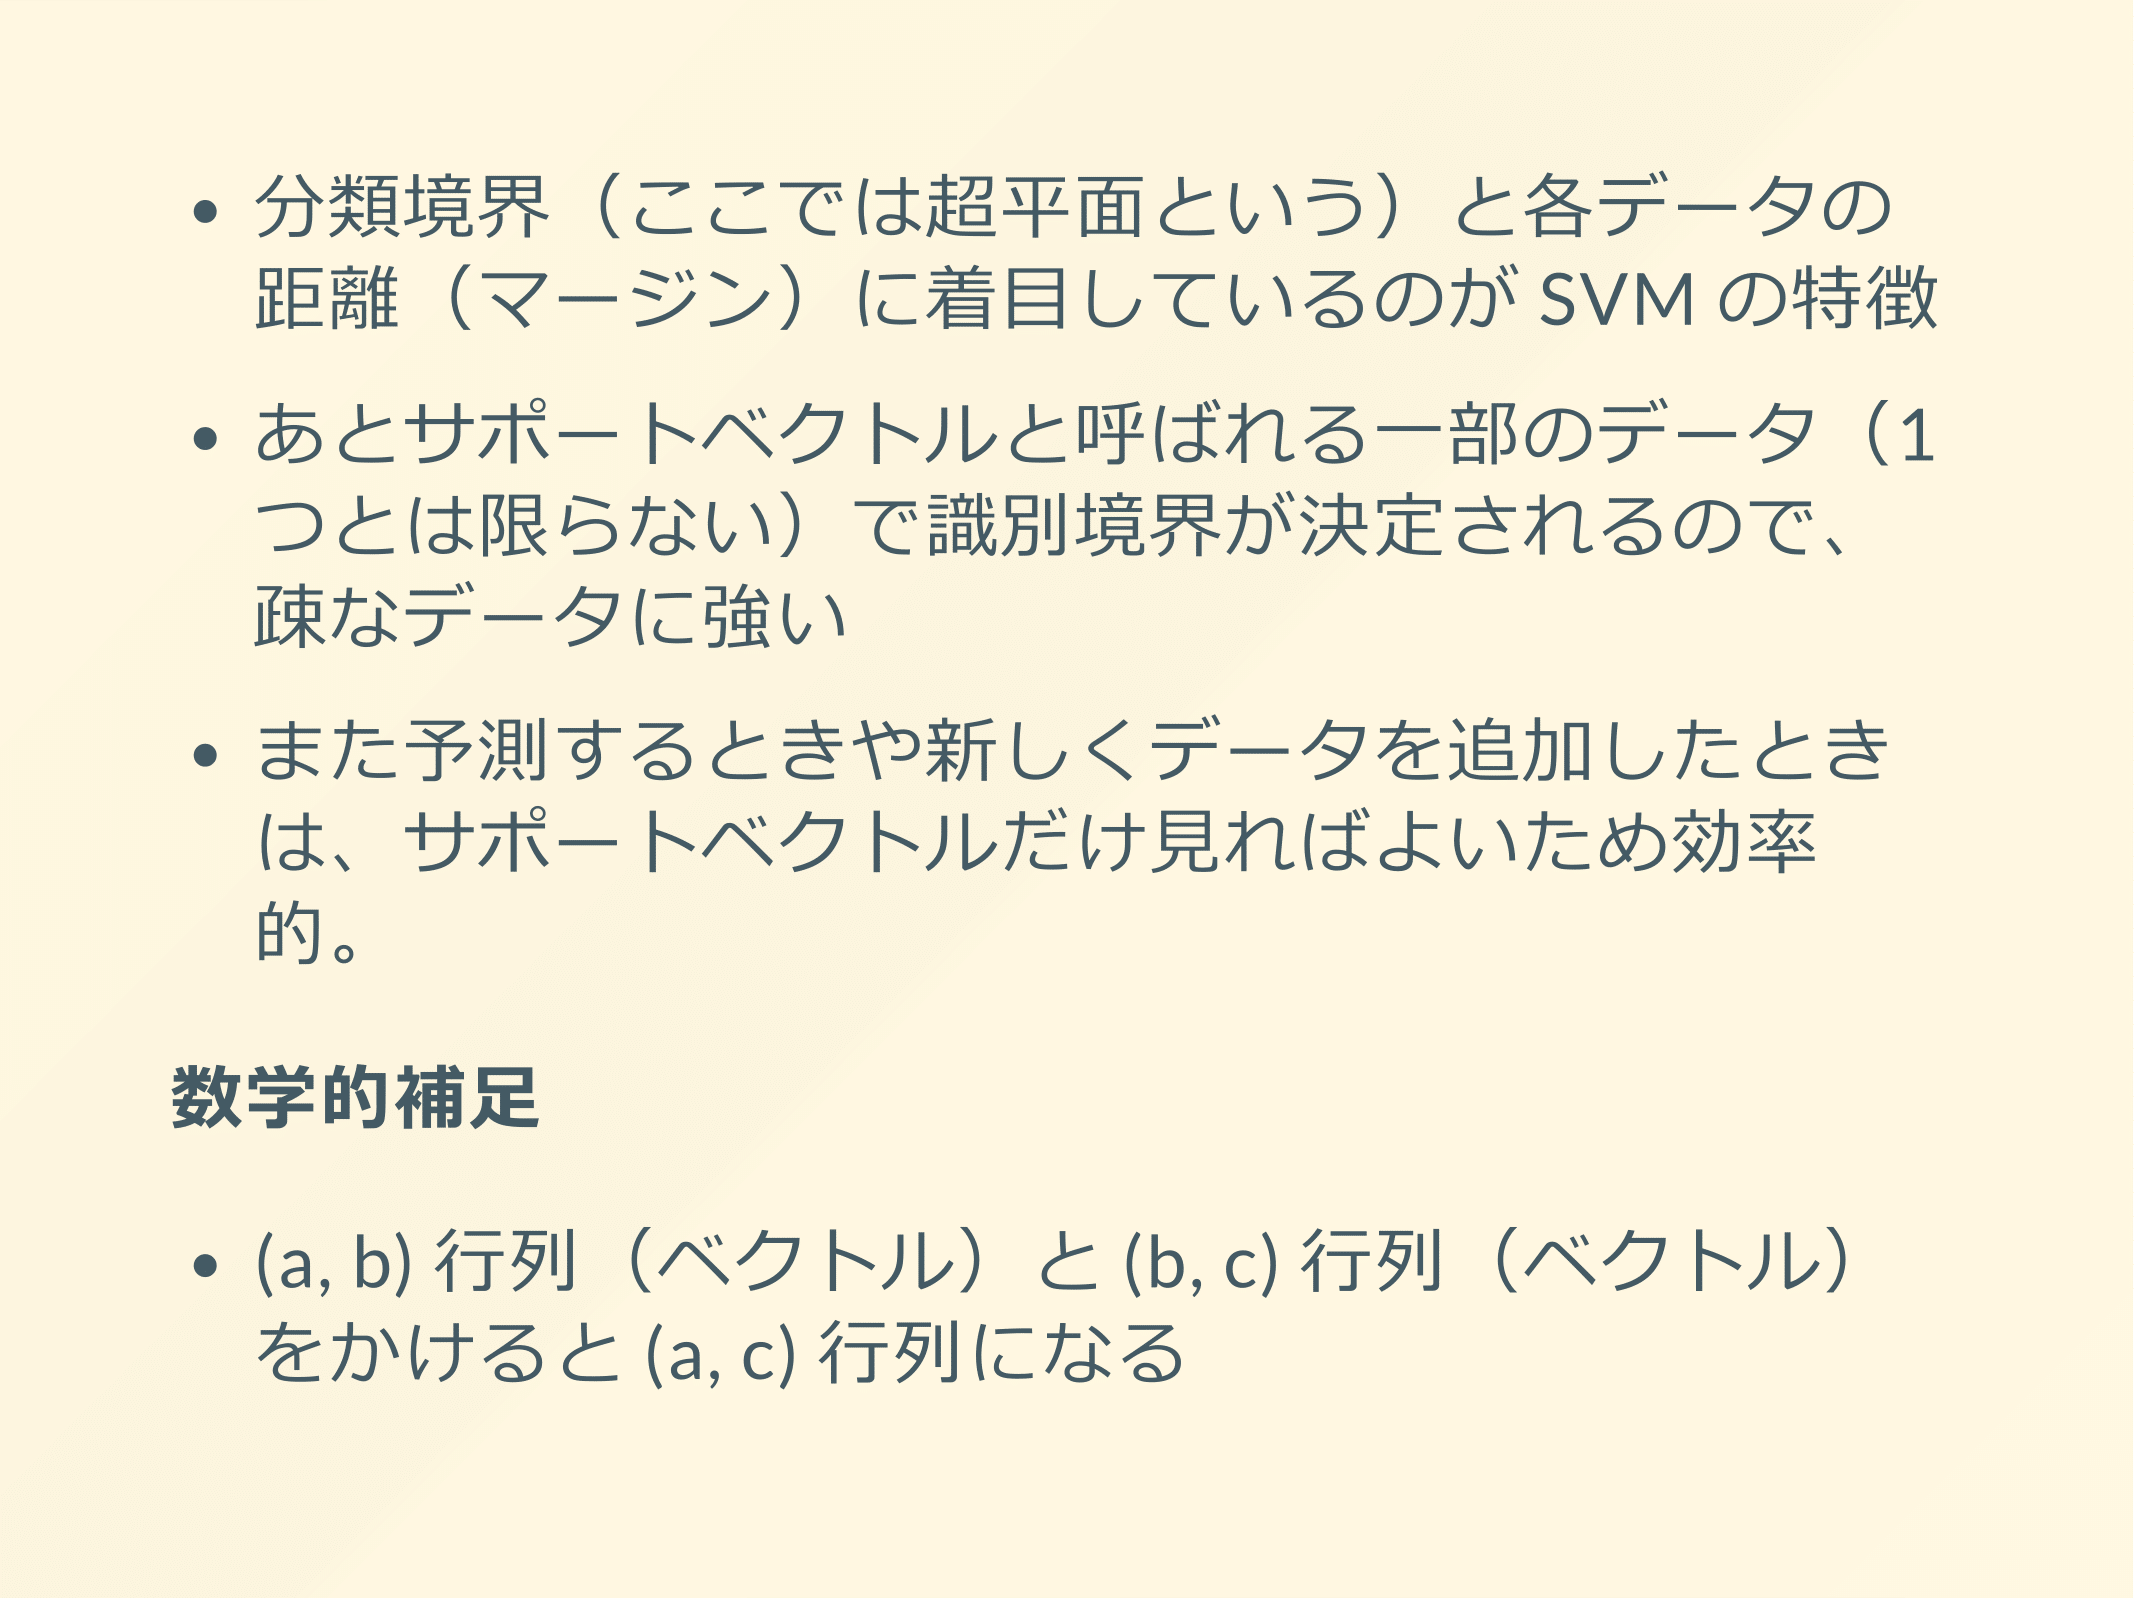 • 分類境界（ここでは超平面という）と各データの
距離（マージン）に着目しているのが SVM の特徴
• あとサポートベクトルと呼ばれる一部のデータ（1
つとは限らない）で識別境界が決定されるので、
疎なデータに強い
• また予測するときや新しくデータを追加したとき
は、サポートベクトルだけ見ればよいため効率
的。
数学的補足
• (a, b) 行列（ベクトル）と (b, c) 行列（ベクトル）
をかけると (a, c) 行列になる